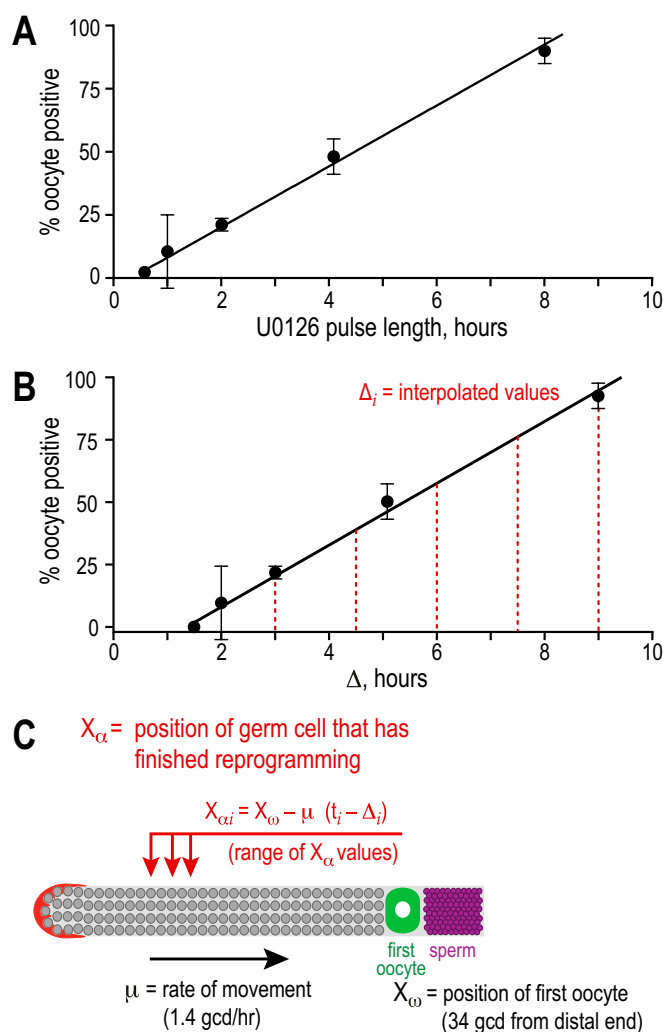 A
% oocyte positive
100
75
50
25
0
0 2 4 6 8 10
U0126 pulse length, hours
B
% oocyte positive
100
75
50
25
0
Δi = interpolated values
0 2 4 6 8 10
Δ, hours
C
Xα = position of germ cell that has
finished reprogramming
Xαi = Xω – μ (ti – Δi)
(range of Xα values)
first
oocyte
sperm
μ = rate of movement
(1.4 gcd/hr)
Xω = position of first oocyte
(34 gcd from distal end)